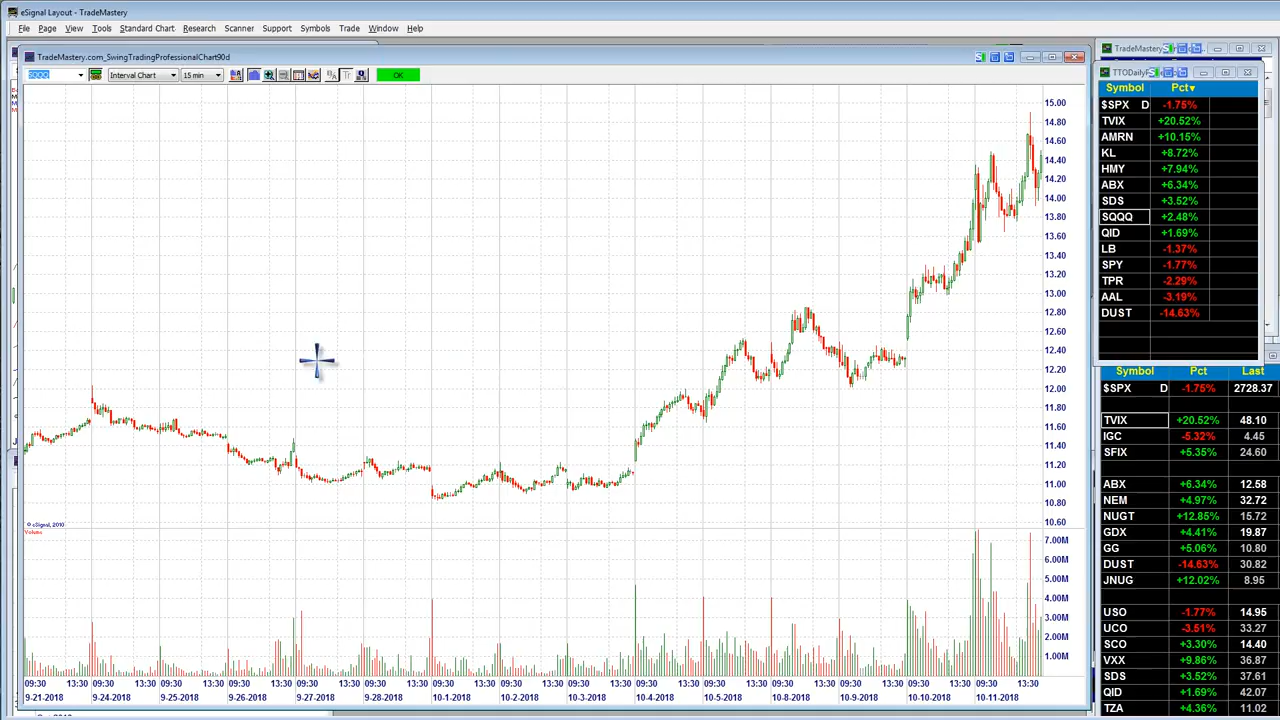 eSignal Layout - TradeMastery
File Page View Tools Standard Chart Research Scanner Support Symbols Trade Window Help
TradeMastery.com_SwingTradingProfessionalChart90d
SQQQ Interval Chart 15 min OK
15.00
14.80
14.60
14.40
14.20
14.00
13.80
13.60
13.40
13.20
13.00
12.80
12.60
12.40
12.20
12.00
11.80
11.60
11.40
11.20
11.00
10.80
10.60
© eSignal, 2010
Volume
7.00M
6.00M
5.00M
4.00M
3.00M
2.00M
1.00M
09:30 13:30 09:30 13:30 09:30 13:30 09:30 13:30 09:30 13:30 09:30 13:30 09:30 13:30 09:30 13:30 09:30 13:30 09:30 13:30 09:30 13:30 09:30 13:30 09:30 13:30 09:30 13:30 09:30 13:30
9-21-2018 9-24-2018 9-25-2018 9-26-2018 9-27-2018 9-28-2018 10-1-2018 10-2-2018 10-3-2018 10-4-2018 10-5-2018 10-8-2018 10-9-2018 10-10-2018 10-11-2018
TradeMastery
Symbol Pct
$SPX D -1.75%
TVIX +20.52%
AMRN +10.15%
KL +8.72%
HMY +7.94%
ABX +6.34%
SDS +3.52%
SQQQ +2.48%
QID +1.69%
LB -1.37%
SPY -1.77%
TPR -2.29%
AAL -3.19%
DUST -14.63%
Symbol Pct Last
$SPX D -1.75% 2728.37
TVIX +20.52% 48.10
IGC -5.32% 4.45
SFIX +5.35% 24.60
ABX +6.34% 12.58
NEM +4.97% 32.72
NUGT +12.85% 15.72
GDX +4.41% 19.87
GG +5.06% 10.80
DUST -14.63% 30.82
JNUG +12.02% 8.95
USO -1.77% 14.95
UCO -3.51% 33.27
SCO +3.30% 14.40
VXX +9.86% 36.87
SDS +3.52% 37.61
QID +1.69% 42.07
TZA +4.36% 11.02